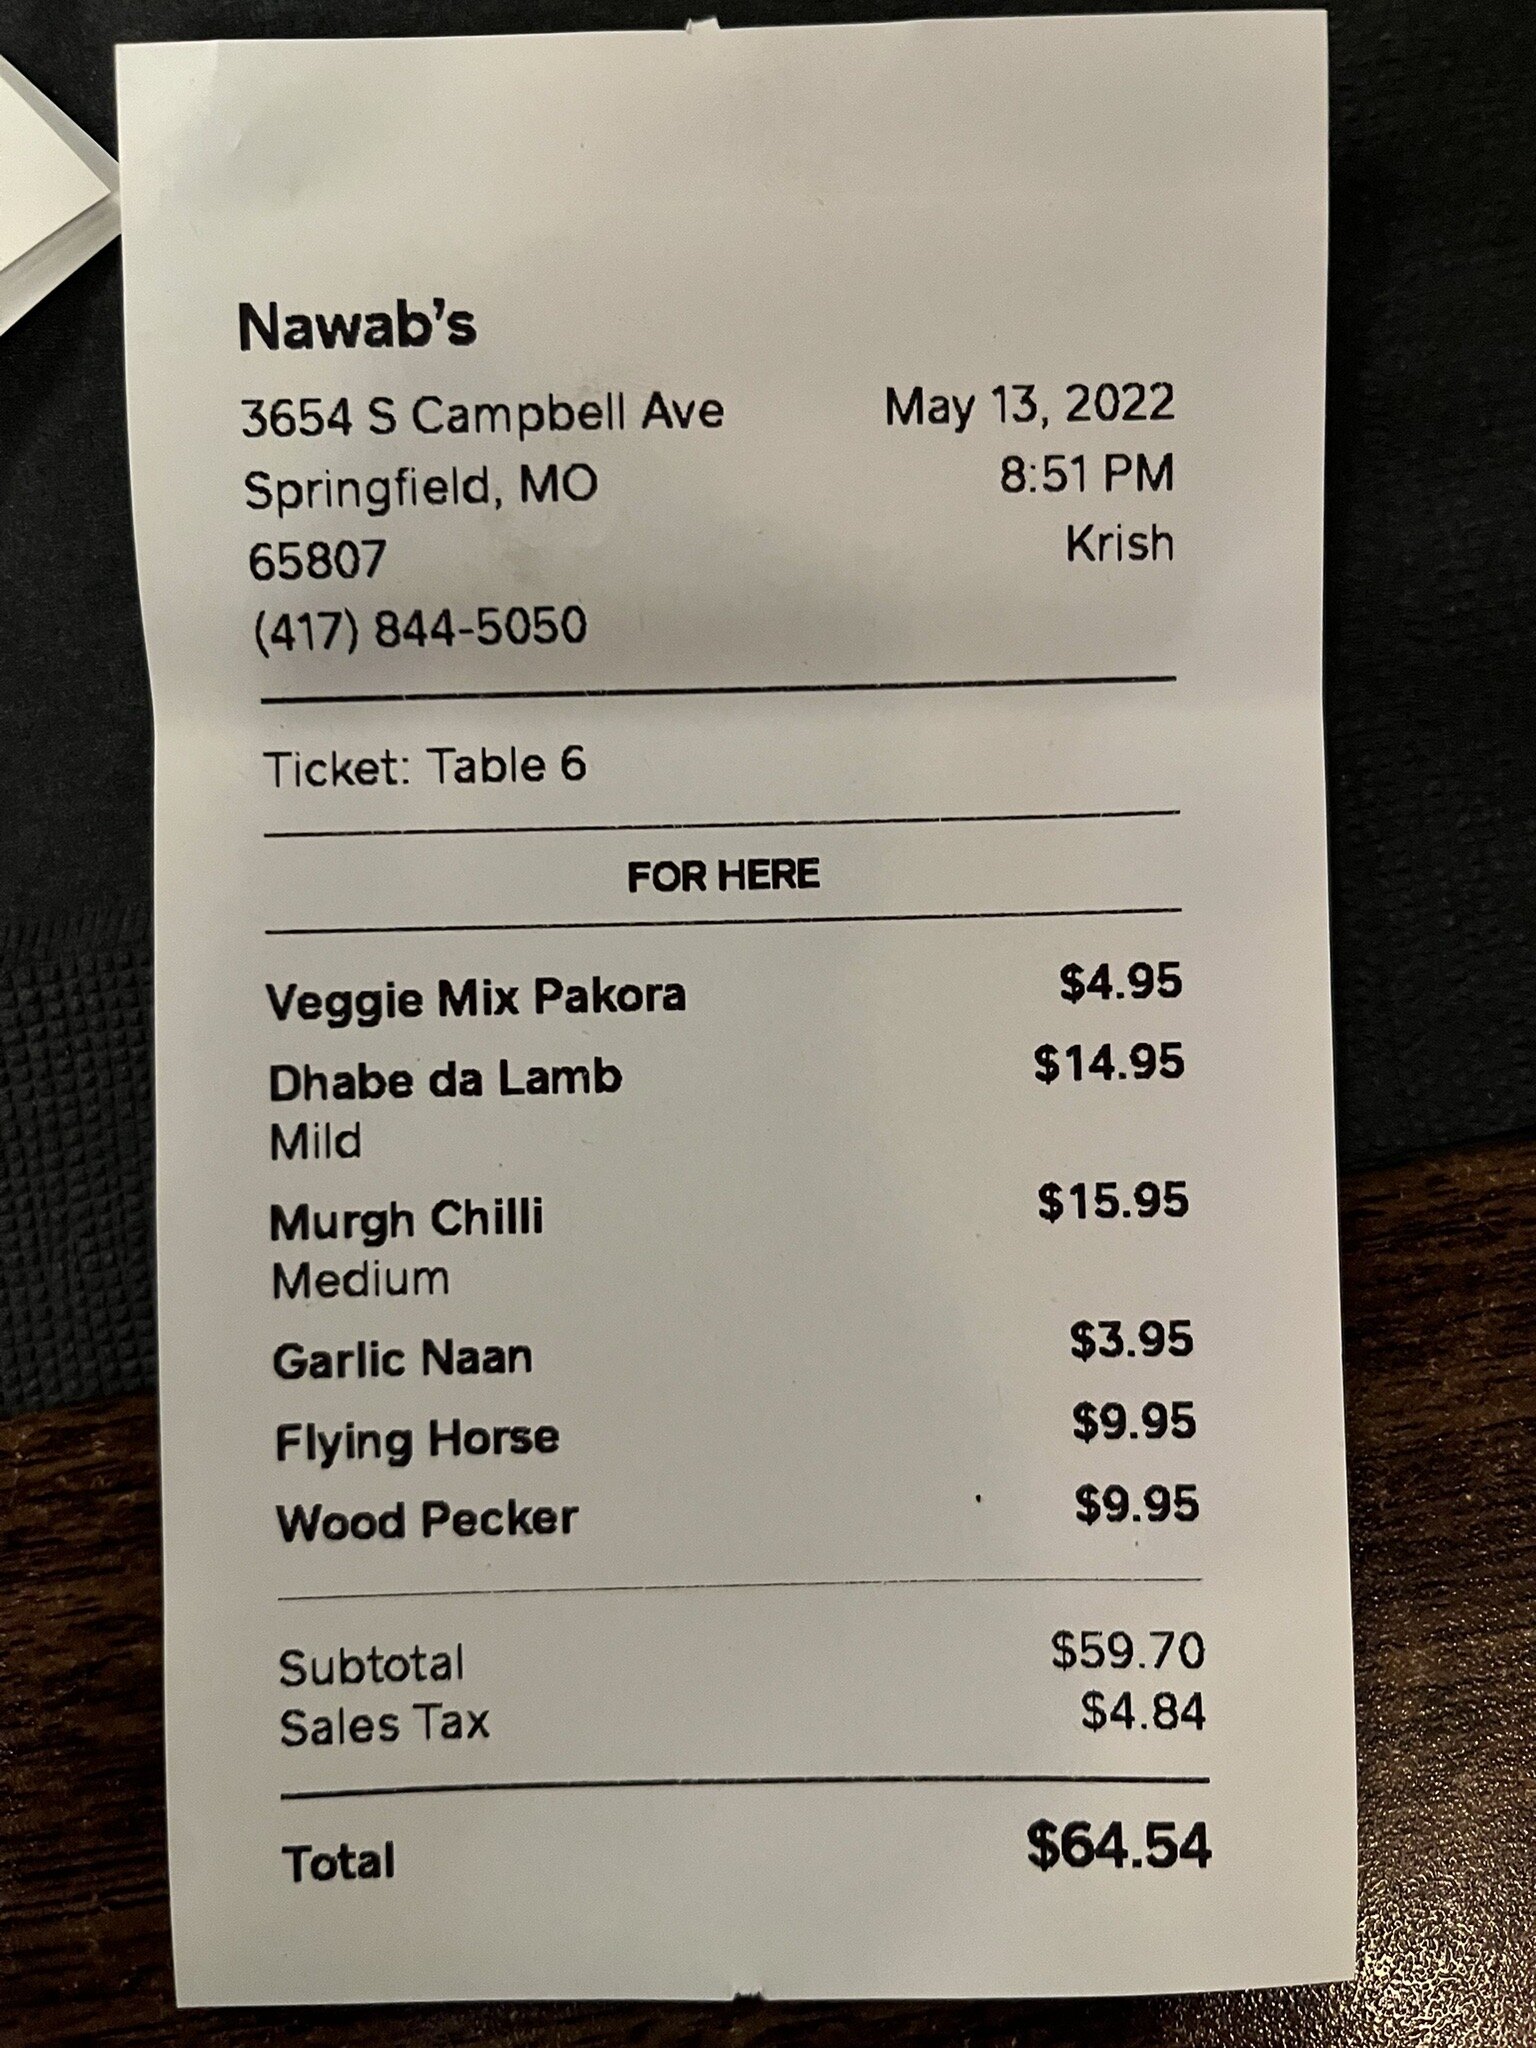 Nawab's
3654 S Campbell Ave May 13, 2022
Springfield, MO 8:51 PM
65807 Krish
(417) 844-5050
Ticket: Table 6
FOR HERE
Veggie Mix Pakora $4.95
Dhabe da Lamb $14.95
Mild
Murgh Chilli $15.95
Medium
Garlic Naan $3.95
Flying Horse $9.95
Wood Pecker $9.95
Subtotal $59.70
Sales Tax $4.84
Total $64.54